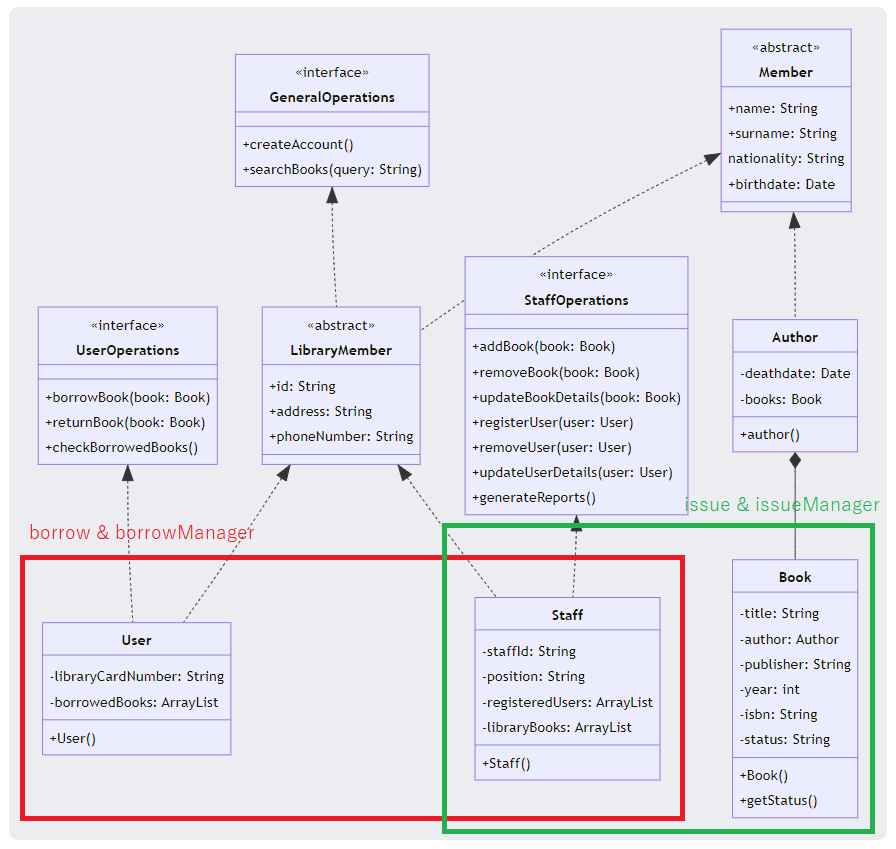 «interface»
GeneralOperations
+createAccount()
+searchBooks(query: String)
«abstract»
Member
+name: String
+surname: String
nationality: String
+birthdate: Date
«interface»
UserOperations
+borrowBook(book: Book)
+returnBook(book: Book)
+checkBorrowedBooks()
«abstract»
LibraryMember
+id: String
+address: String
+phoneNumber: String
«interface»
StaffOperations
+addBook(book: Book)
+removeBook(book: Book)
+updateBookDetails(book: Book)
+registerUser(user: User)
+removeUser(user: User)
+updateUserDetails(user: User)
+generateReports()
Author
-deathdate: Date
-books: Book
+author()
borrow & borrowManager
issue & issueManager
User
-libraryCardNumber: String
-borrowedBooks: ArrayList
+User()
Staff
-staffId: String
-position: String
-registeredUsers: ArrayList
-libraryBooks: ArrayList
+Staff()
Book
-title: String
-author: Author
-publisher: String
-year: int
-isbn: String
-status: String
+Book()
+getStatus()